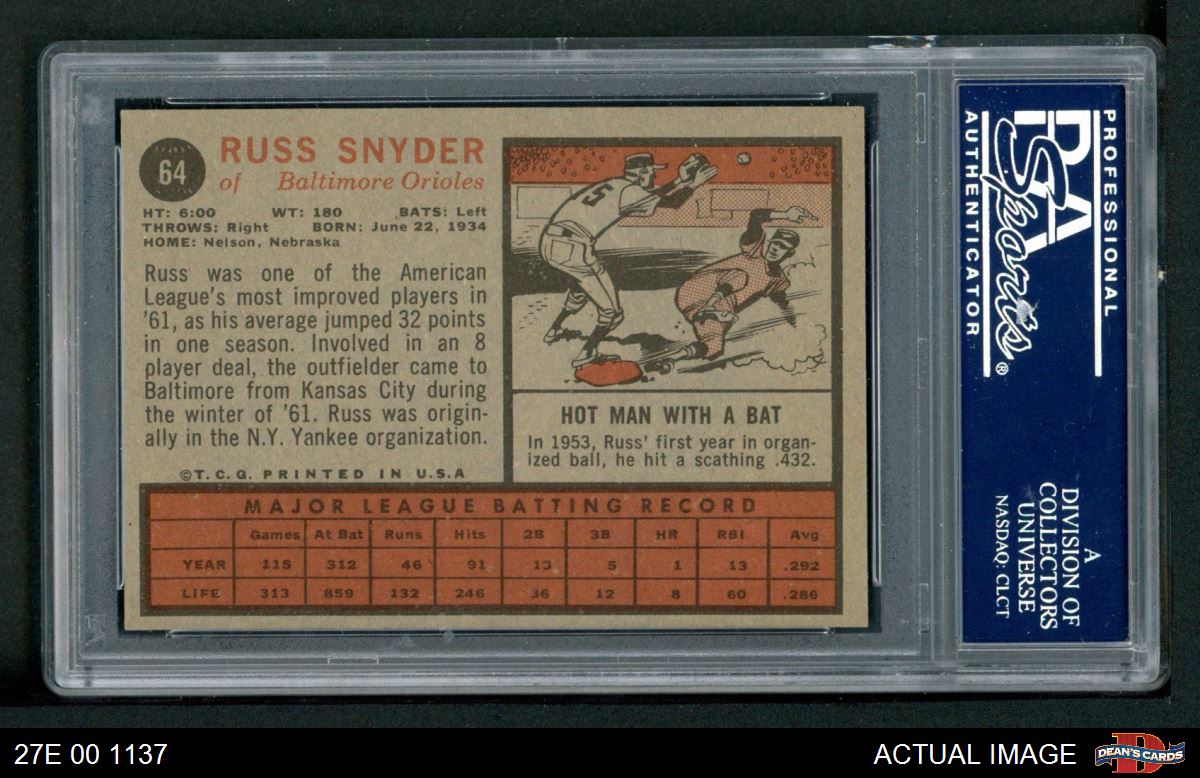 64
RUSS SNYDER
of Baltimore Orioles
HT: 6:00 WT: 180 BATS: Left
THROWS: Right BORN: June 22, 1934
HOME: Nelson, Nebraska
Russ was one of the American
League's most improved players in
'61, as his average jumped 32 points
in one season. Involved in an 8
player deal, the outfielder came to
Baltimore from Kansas City during
the winter of '61. Russ was origin-
ally in the N.Y. Yankee organization.
©T.C.G. PRINTED IN U.S.A
5
HOT MAN WITH A BAT
In 1953, Russ' first year in organ-
ized ball, he hit a scathing .432.
MAJOR LEAGUE BATTING RECORD
Games At Bat Runs Hits 2B 3B HR RBI Avg
YEAR 115 312 46 91 13 5 1 13 .292
LIFE 313 859 132 246 36 12 8 60 .286
PROFESSIONAL
PSA
Sports®
AUTHENTICATOR
A
DIVISION OF
COLLECTORS
UNIVERSE
NASDAQ: CLCT
27E 00 1137
ACTUAL IMAGE
DEAN'S CARDS